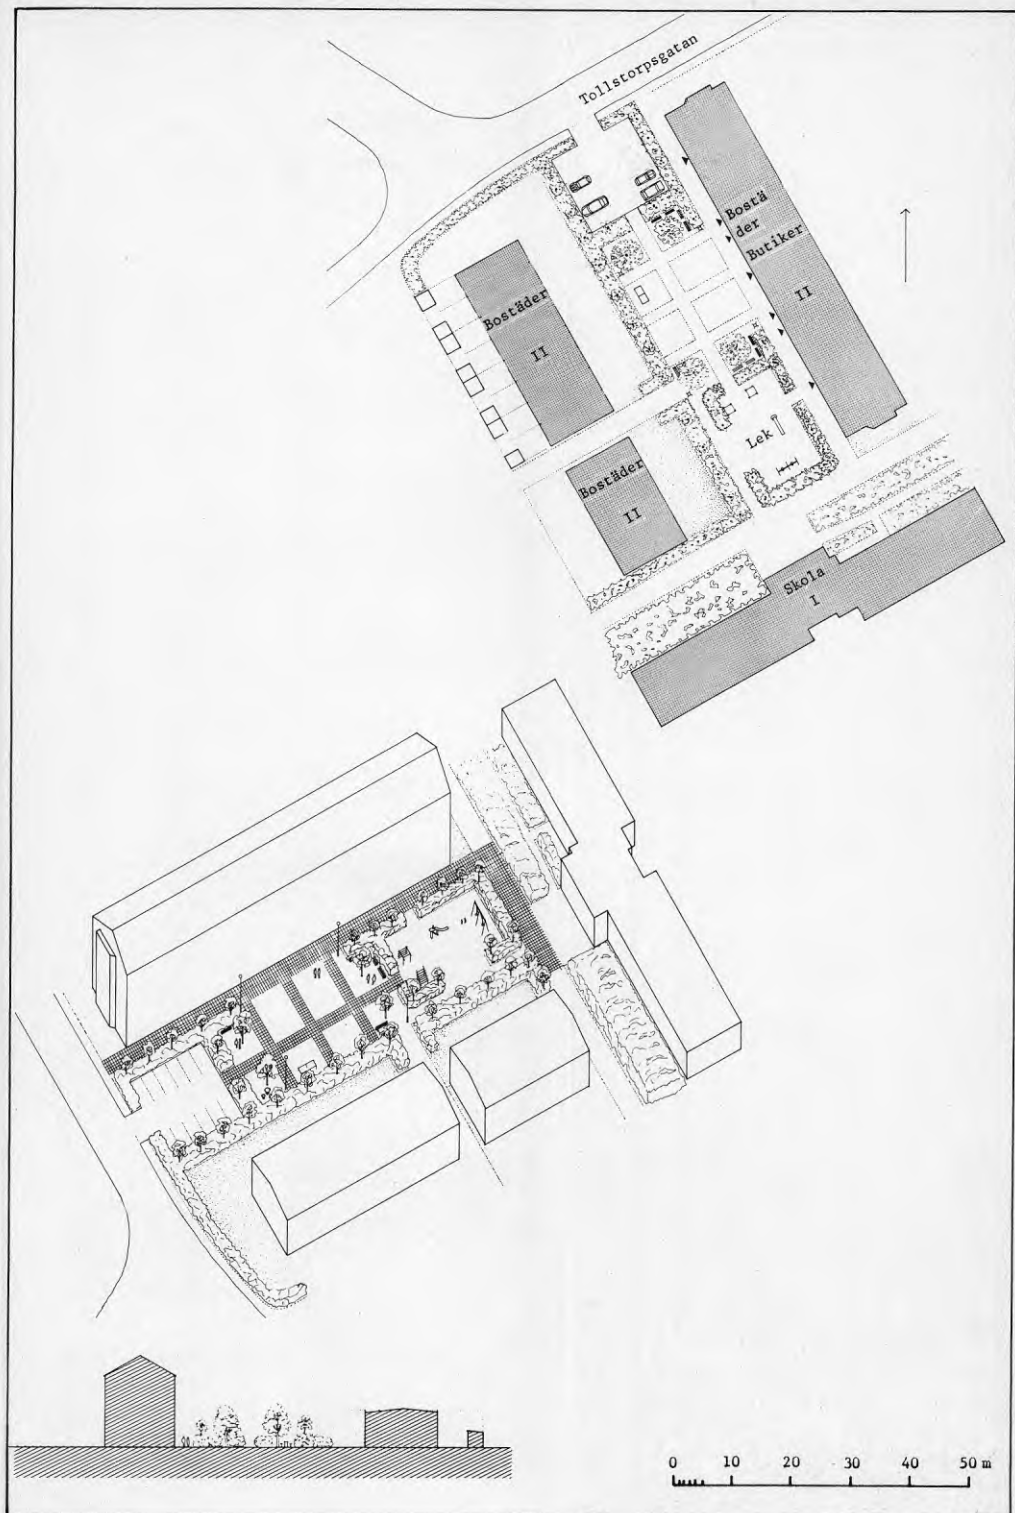 Tollstorpsgatan
Bostä
der
Butiker
II
Bostäder
II
Lek
Bostäder
II
Skola
I
0 10 20 30 40 50 m